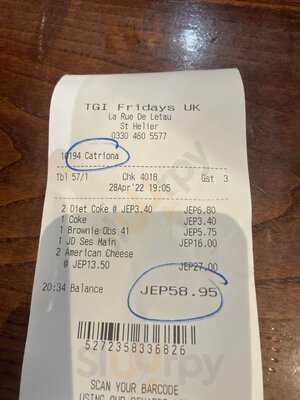 TGI Fridays UK
La Rue De Letau
St Helier
0330 460 5577
10194 Catriona
Tbl 57/1 Chk 4018 Gst 3
28Apr'22 19:05
2 Diet Coke @ JEP3.40 JEP6.80
1 Coke JEP3.40
1 Brownie Obs 41 JEP5.75
1 JD Ses Main JEP16.00
2 American Cheese
@ JEP13.50 JEP27.00
20:34 Balance JEP58.95
5272358336826
SCAN YOUR BARCODE
Sluurpy